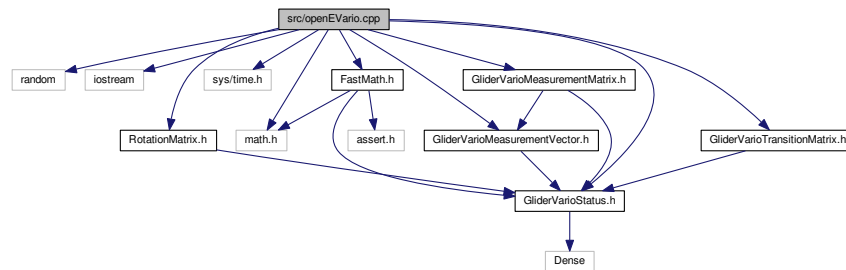 src/openEVario.cpp
random
iostream
sys/time.h
FastMath.h
GliderVarioMeasurementMatrix.h
RotationMatrix.h
math.h
assert.h
GliderVarioMeasurementVector.h
GliderVarioTransitionMatrix.h
GliderVarioStatus.h
Dense